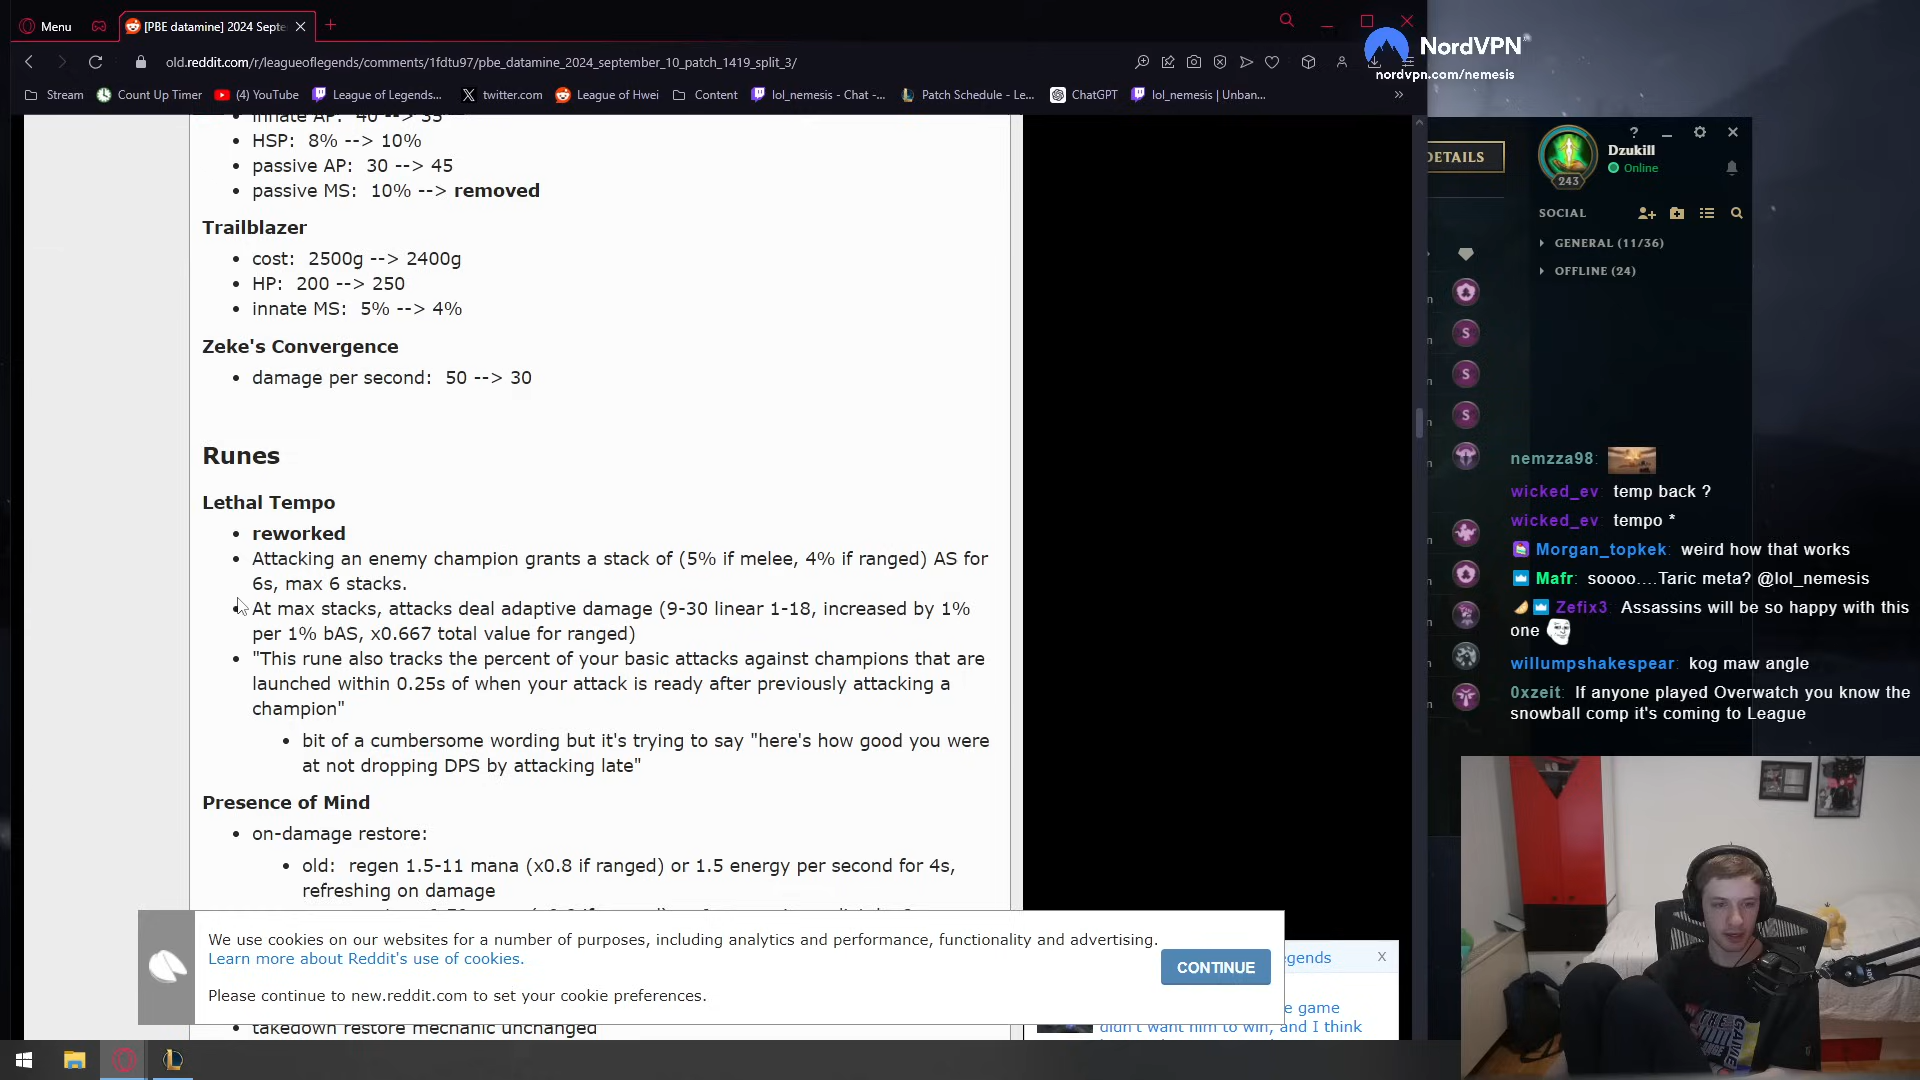 Menu
[PBE datamine] 2024 Septe
NordVPN
nordvpn.com/nemesis
old.reddit.com/r/leagueoflegends/comments/1fdtu97/pbe_datamine_2024_september_10_patch_1419_split_3/
Stream
Count Up Timer
(4) YouTube
League of Legends...
twitter.com
League of Hwei
Content
lol_nemesis - Chat -...
Patch Schedule - Le...
ChatGPT
lol_nemesis | Unban...
»
innate AP: 40 --> 35
HSP: 8% --> 10%
passive AP: 30 --> 45
passive MS: 10% --> removed
Trailblazer
cost: 2500g --> 2400g
HP: 200 --> 250
innate MS: 5% --> 4%
Zeke's Convergence
damage per second: 50 --> 30
Runes
Lethal Tempo
reworked
Attacking an enemy champion grants a stack of (5% if melee, 4% if ranged) AS for
6s, max 6 stacks.
At max stacks, attacks deal adaptive damage (9-30 linear 1-18, increased by 1%
per 1% bAS, x0.667 total value for ranged)
"This rune also tracks the percent of your basic attacks against champions that are
launched within 0.25s of when your attack is ready after previously attacking a
champion"
bit of a cumbersome wording but it's trying to say "here's how good you were
at not dropping DPS by attacking late"
Presence of Mind
on-damage restore:
old: regen 1.5-11 mana (x0.8 if ranged) or 1.5 energy per second for 4s,
refreshing on damage
We use cookies on our websites for a number of purposes, including analytics and performance, functionality and advertising.
Learn more about Reddit's use of cookies.
Please continue to new.reddit.com to set your cookie preferences.
CONTINUE
takedown restore mechanic unchanged
egends
X
e game
didn't want him to win, and I think
DETAILS
Dzukill
Online
243
?
SOCIAL
GENERAL (11/36)
OFFLINE (24)
S
S
S
nemzza98:
wicked_ev: temp back ?
wicked_ev: tempo *
Morgan_topkek: weird how that works
Mafr: soooo....Taric meta? @lol_nemesis
Zefix3: Assassins will be so happy with this
one
willumpshakespear: kog maw angle
0xzeit: If anyone played Overwatch you know the
snowball comp it's coming to League